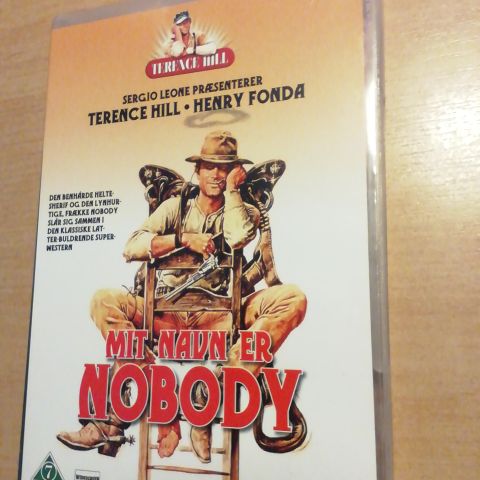 TERENCE HILL
SERGIO LEONE PRÆSENTERER
TERENCE HILL • HENRY FONDA
DEN BENHÅRDE HELTE-
SHERIF OG DEN LYNHUR-
TIGE, FRÆKKE NOBODY
SLÅR SIG SAMMEN I
DEN KLASSISKE LAT-
TER-BULDRENDE SUPER-
WESTERN
MIT NAVN ER
NOBODY
7
WIDESCREEN